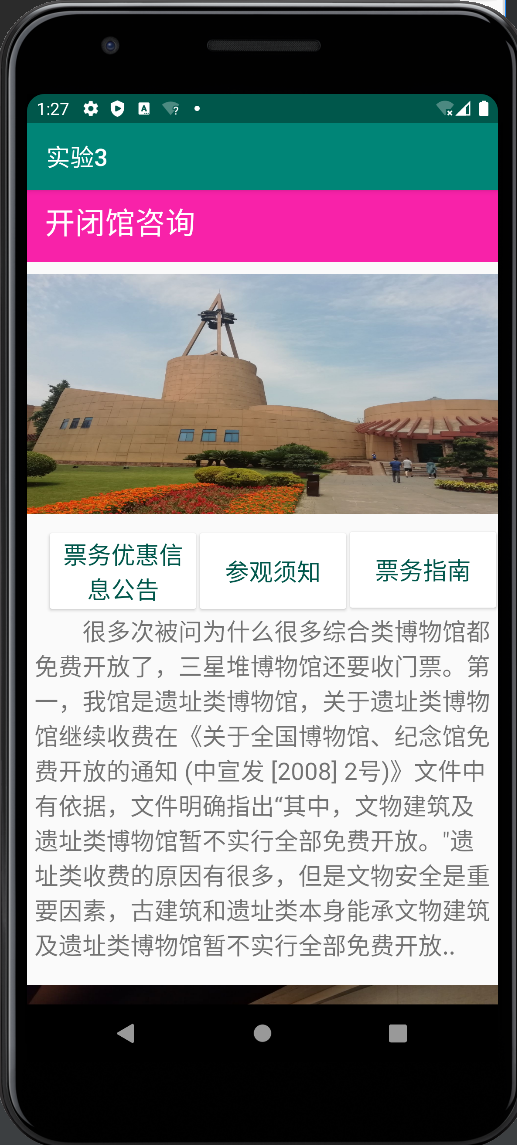 1:27
实验3
开闭馆咨询
票务优惠信
息公告
参观须知
票务指南
很多次被问为什么很多综合类博物馆都
免费开放了，三星堆博物馆还要收门票。第
一，我馆是遗址类博物馆，关于遗址类博物
馆继续收费在《关于全国博物馆、纪念馆免
费开放的通知 (中宣发 [2008] 2号)》文件中
有依据，文件明确指出“其中，文物建筑及
遗址类博物馆暂不实行全部免费开放。"遗
址类收费的原因有很多，但是文物安全是重
要因素，古建筑和遗址类本身能承文物建筑
及遗址类博物馆暂不实行全部免费开放..